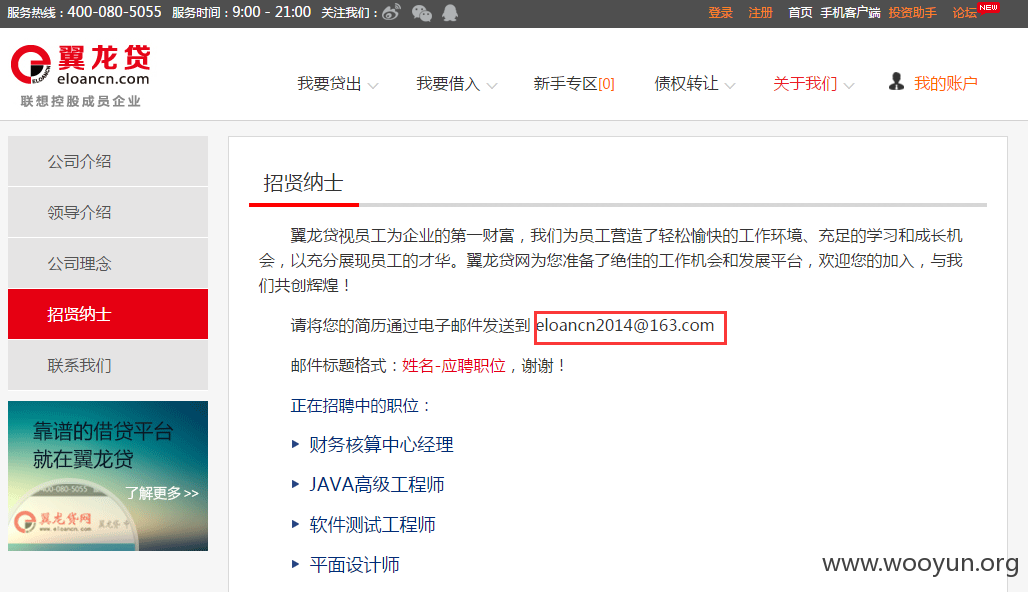 服务热线：400-080-5055 服务时间：9:00 - 21:00 关注我们：
登录 注册 首页 手机客户端 投资助手 论坛 NEW
翼龙贷
eloancn.com
联想控股成员企业
我要贷出 我要借入 新手专区[0] 债权转让 关于我们 我的账户
公司介绍
领导介绍
公司理念
招贤纳士
联系我们
靠谱的借贷平台
就在翼龙贷
了解更多>>
400-080-5055
翼龙贷网
www.eloancn.com
招贤纳士
翼龙贷视员工为企业的第一财富，我们为员工营造了轻松愉快的工作环境、充足的学习和成长机
会，以充分展现员工的才华。翼龙贷网为您准备了绝佳的工作机会和发展平台，欢迎您的加入，与我
们共创辉煌！
请将您的简历通过电子邮件发送到 eloancn2014@163.com
邮件标题格式：姓名-应聘职位，谢谢！
正在招聘中的职位：
财务核算中心经理
JAVA高级工程师
软件测试工程师
平面设计师
www.wooyun.org